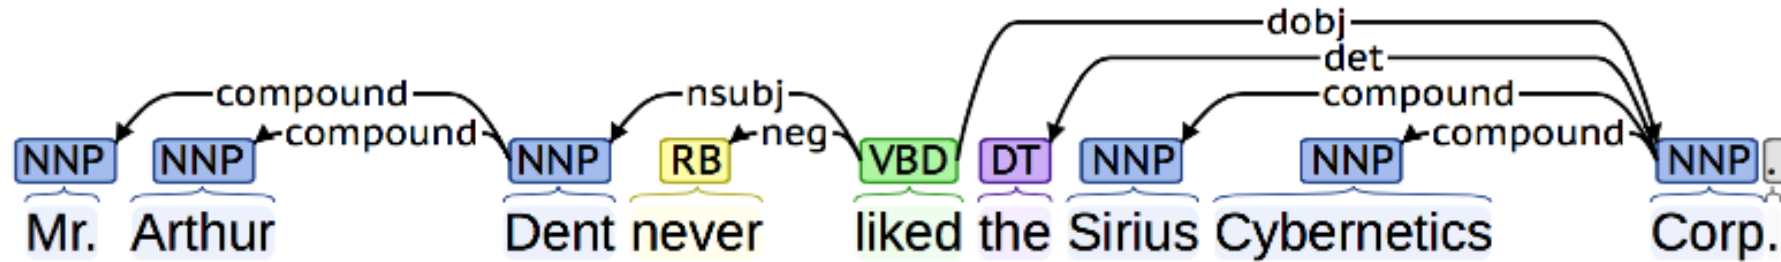 dobj
det
compound nsubj compound
compound neg compound
NNP NNP NNP RB VBD DT NNP NNP NNP .
Mr. Arthur Dent never liked the Sirius Cybernetics Corp.